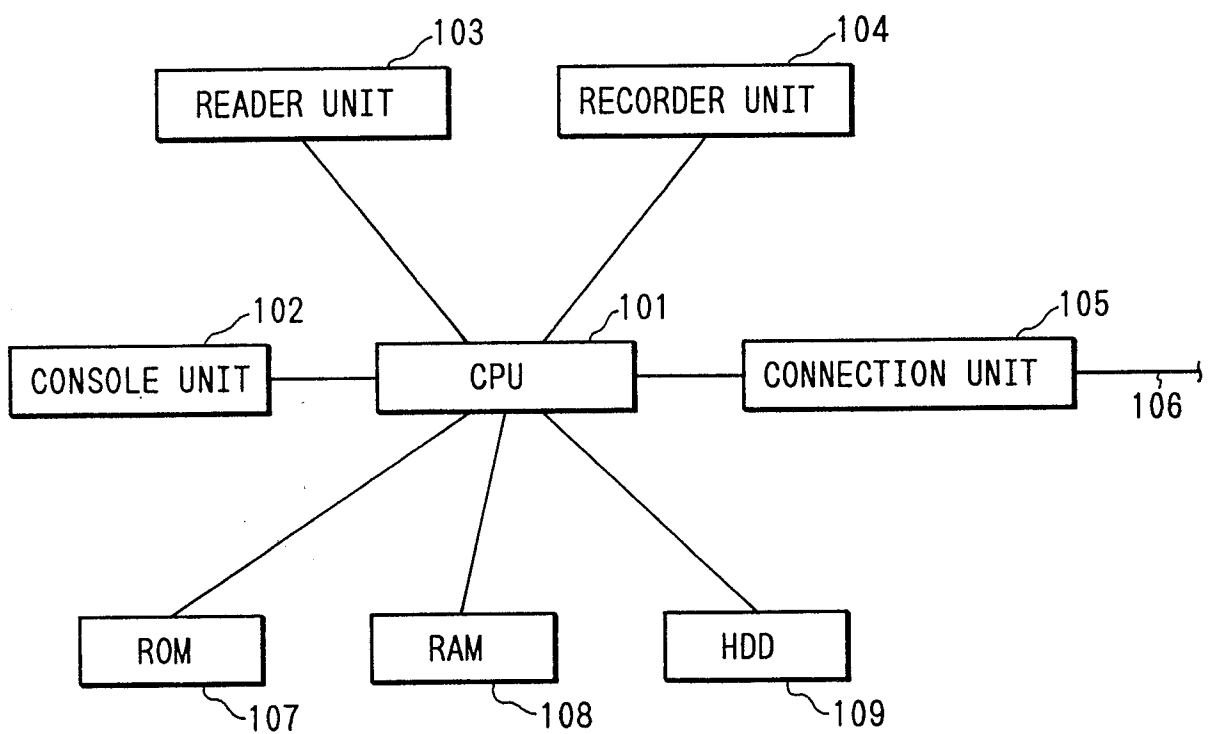 103
READER UNIT
104
RECORDER UNIT
102
CONSOLE UNIT
101
CPU
105
CONNECTION UNIT
106
ROM
107
RAM
108
HDD
109